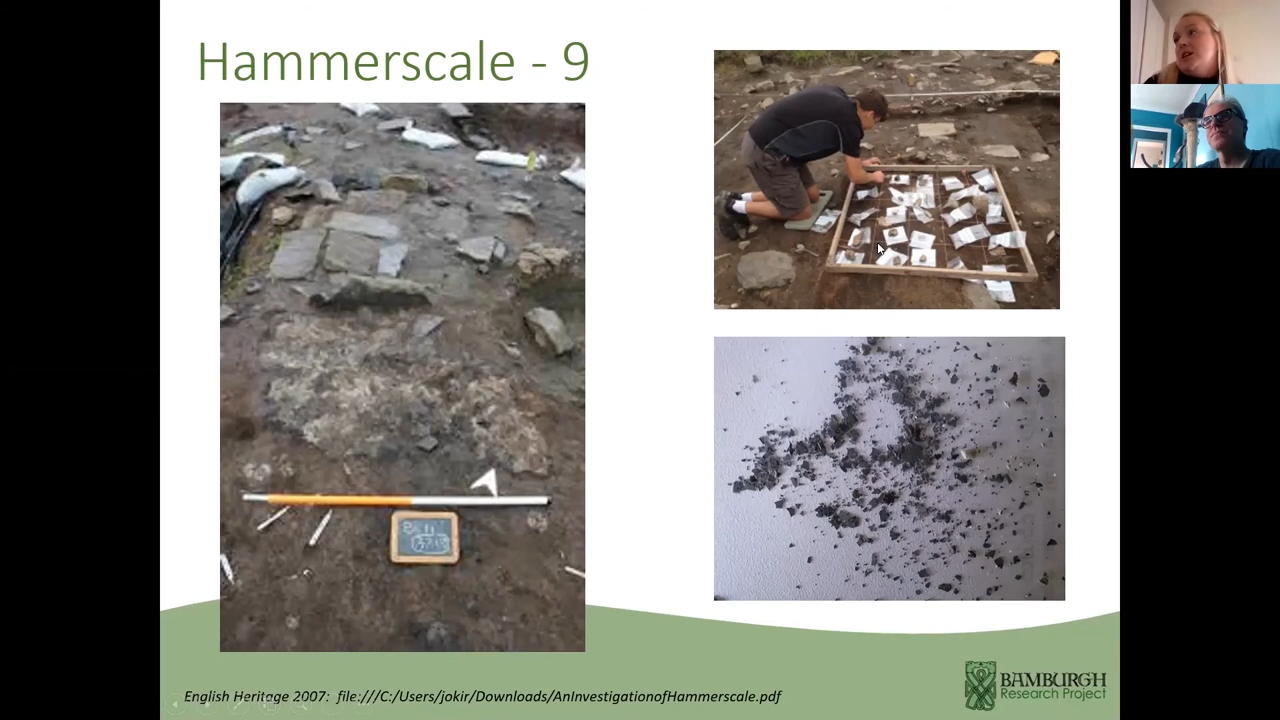 Hammerscale - 9
English Heritage 2007:  file:///C:/Users/jokir/Downloads/AnInvestigationofHammerscale.pdf
BAMBURGH
Research Project